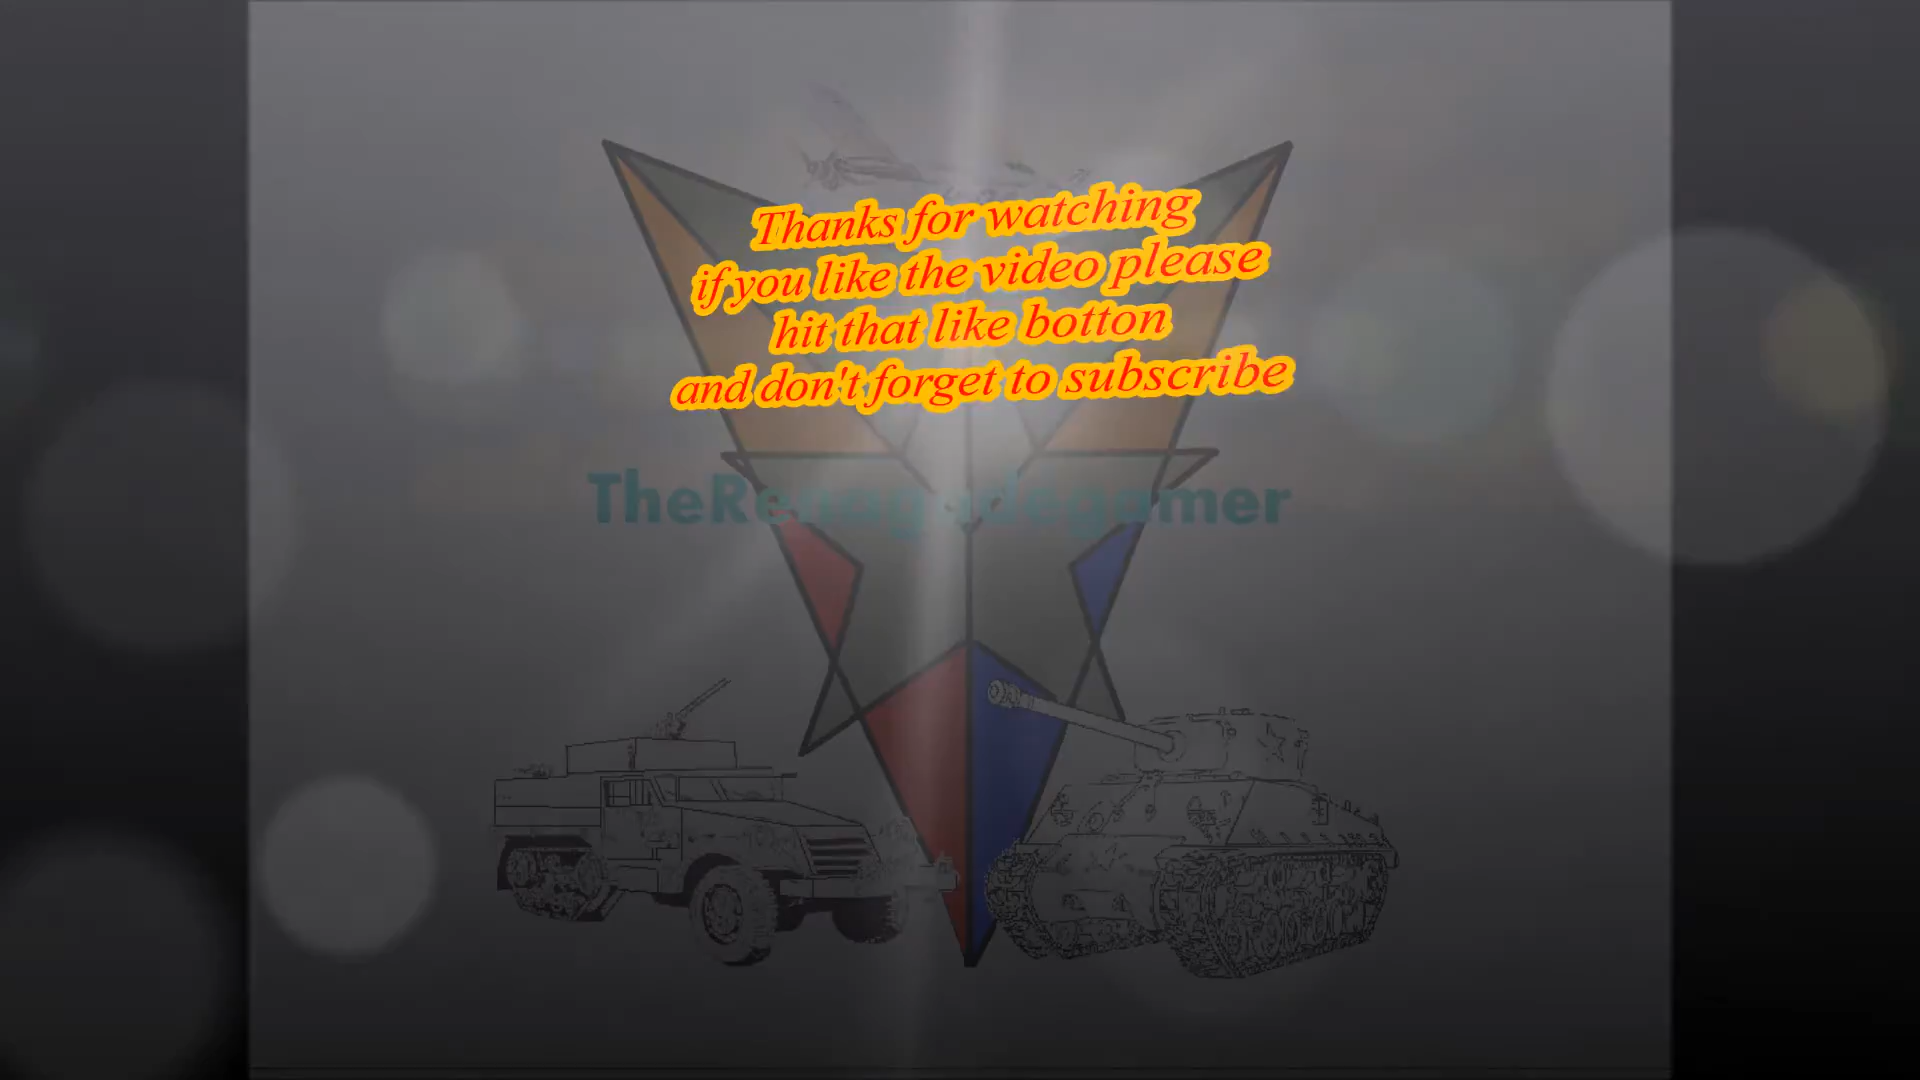 Thanks for watching
if you like the video please
hit that like botton
and don't forget to subscribe